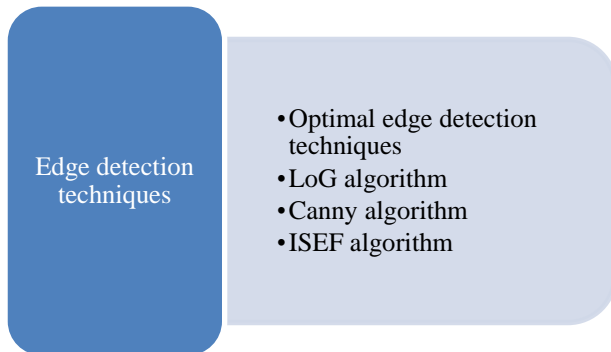 Edge detection
techniques
•Optimal edge detection
techniques
•LoG algorithm
•Canny algorithm
•ISEF algorithm